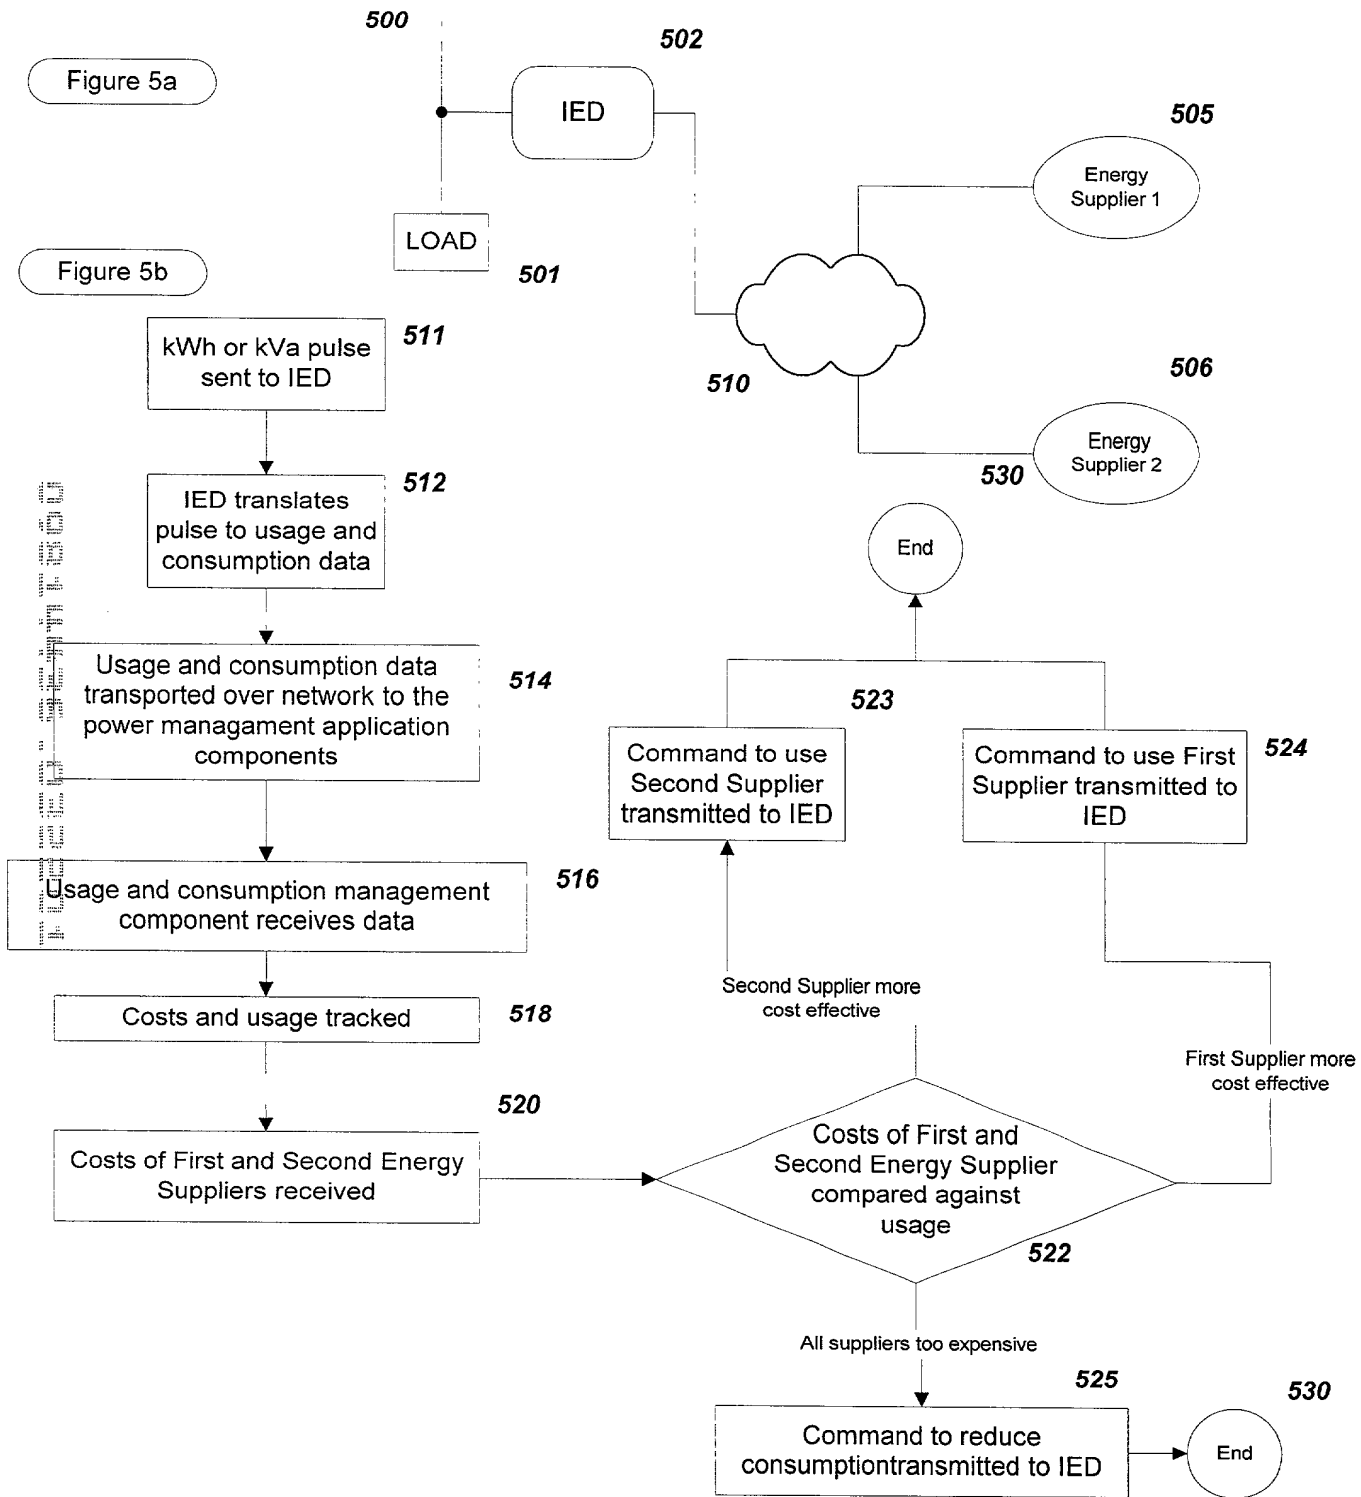 500
502
Figure 5a
IED
505
Energy
Supplier 1
LOAD
501
Figure 5b
511
kWh or kVa pulse
sent to IED
510
506
Energy
Supplier 2
530
512
IED translates
pulse to usage and
consumption data
End
514
Usage and consumption data
transported over network to the
power managament application
components
523
Command to use
Second Supplier
transmitted to IED
524
Command to use First
Supplier transmitted to
IED
516
Usage and consumption management
component receives data
Second Supplier more
cost effective
518
Costs and usage tracked
First Supplier more
cost effective
520
Costs of First and Second Energy
Suppliers received
Costs of First and
Second Energy Supplier
compared against
usage
522
All suppliers too expensive
525
530
Command to reduce
consumptiontransmitted to IED
End